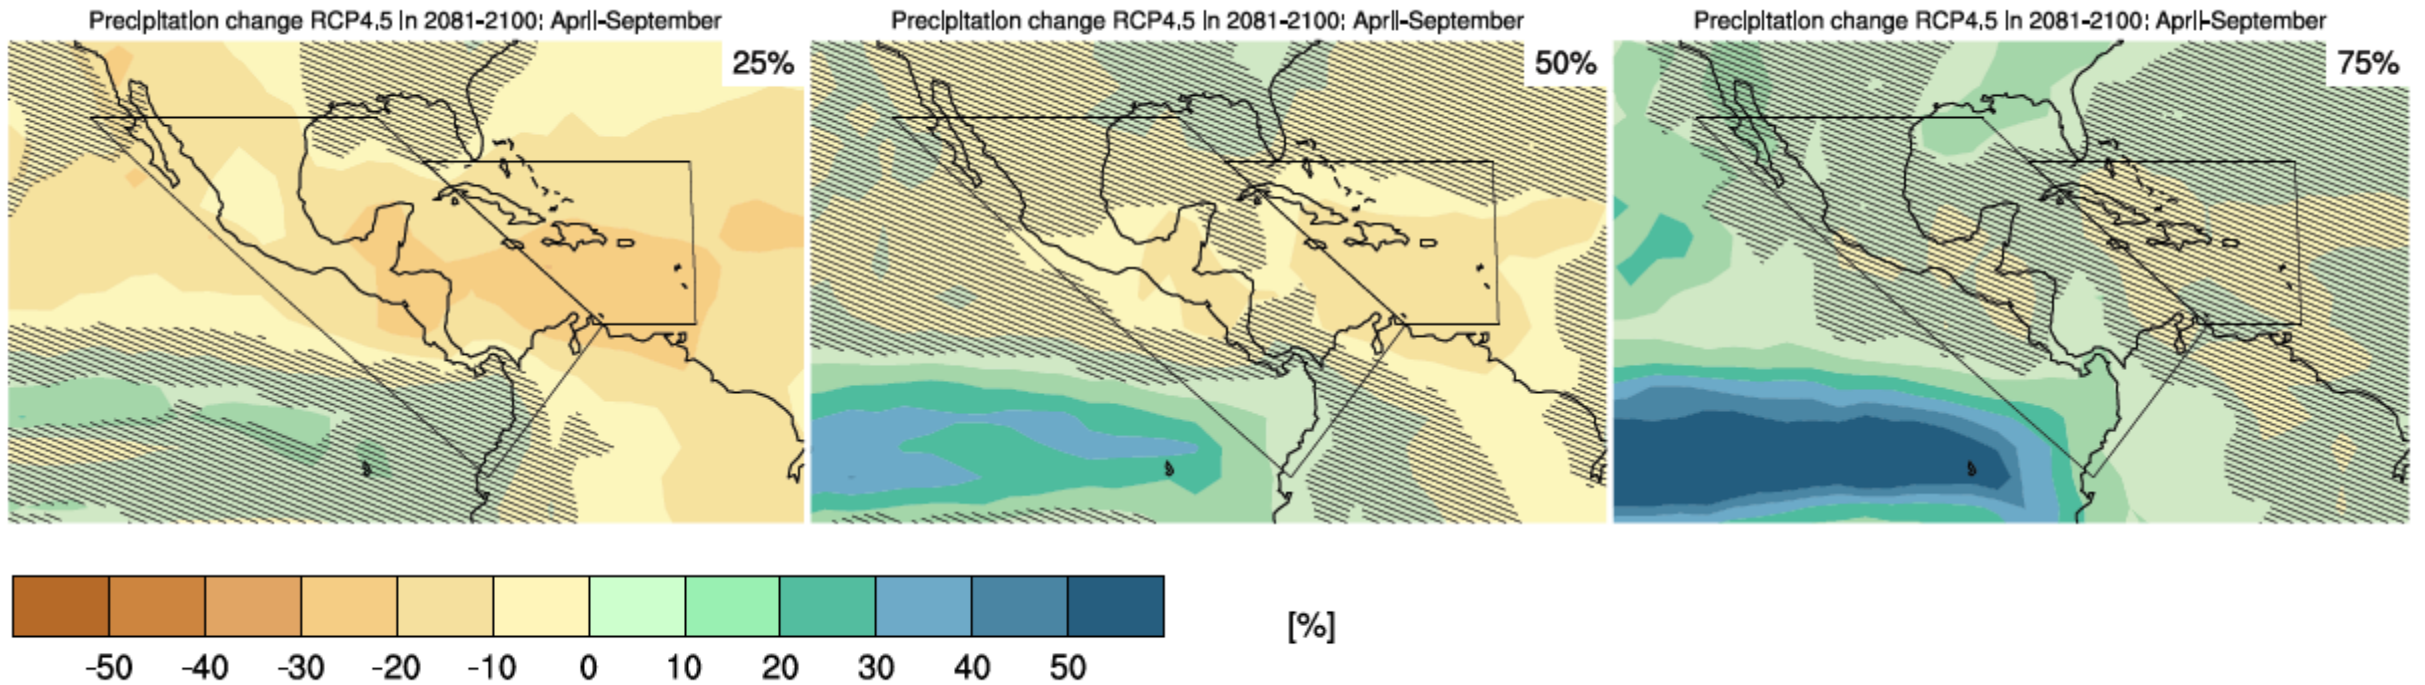 Precipitation change RCP4.5 in 2081-2100: April-September
25%
Precipitation change RCP4.5 in 2081-2100: April-September
50%
Precipitation change RCP4.5 in 2081-2100: April-September
75%
-50 -40 -30 -20 -10 0 10 20 30 40 50
[%]